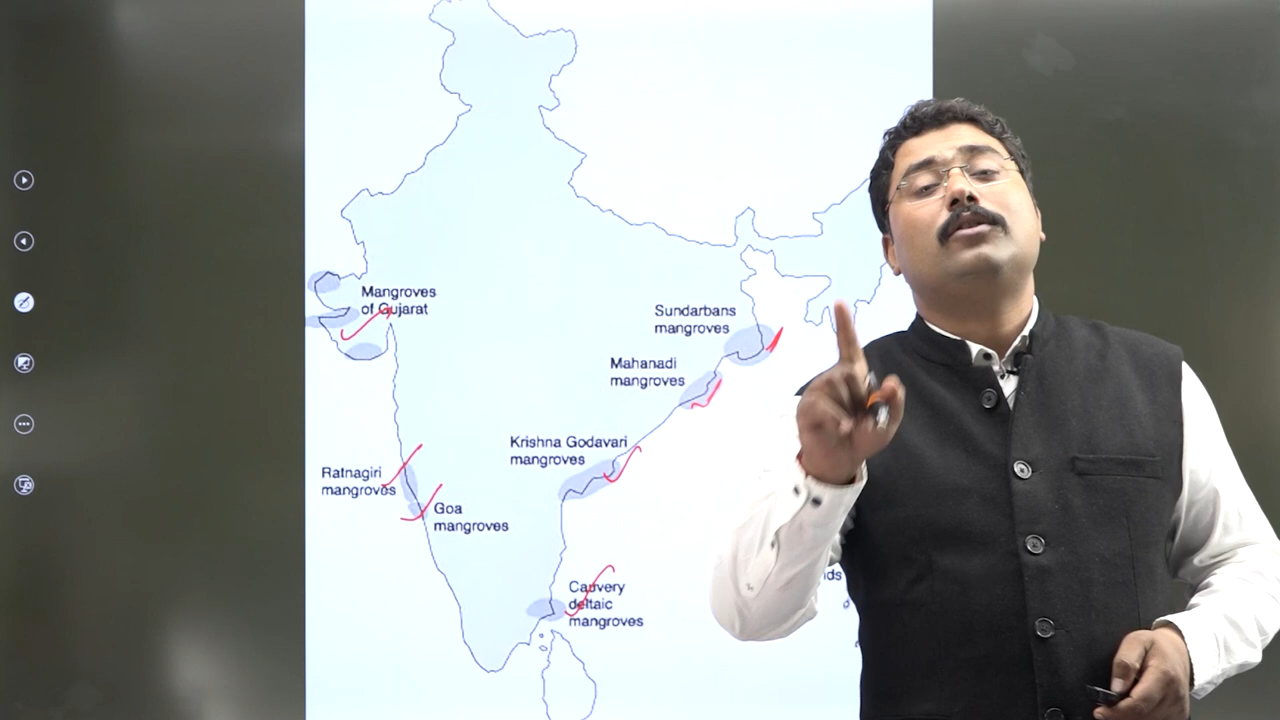 Mangroves
of Gujarat
Sundarbans
mangroves
Mahanadi
mangroves
Krishna Godavari
mangroves
Ratnagiri
mangroves
Goa
mangroves
Cauvery
deltaic
mangroves